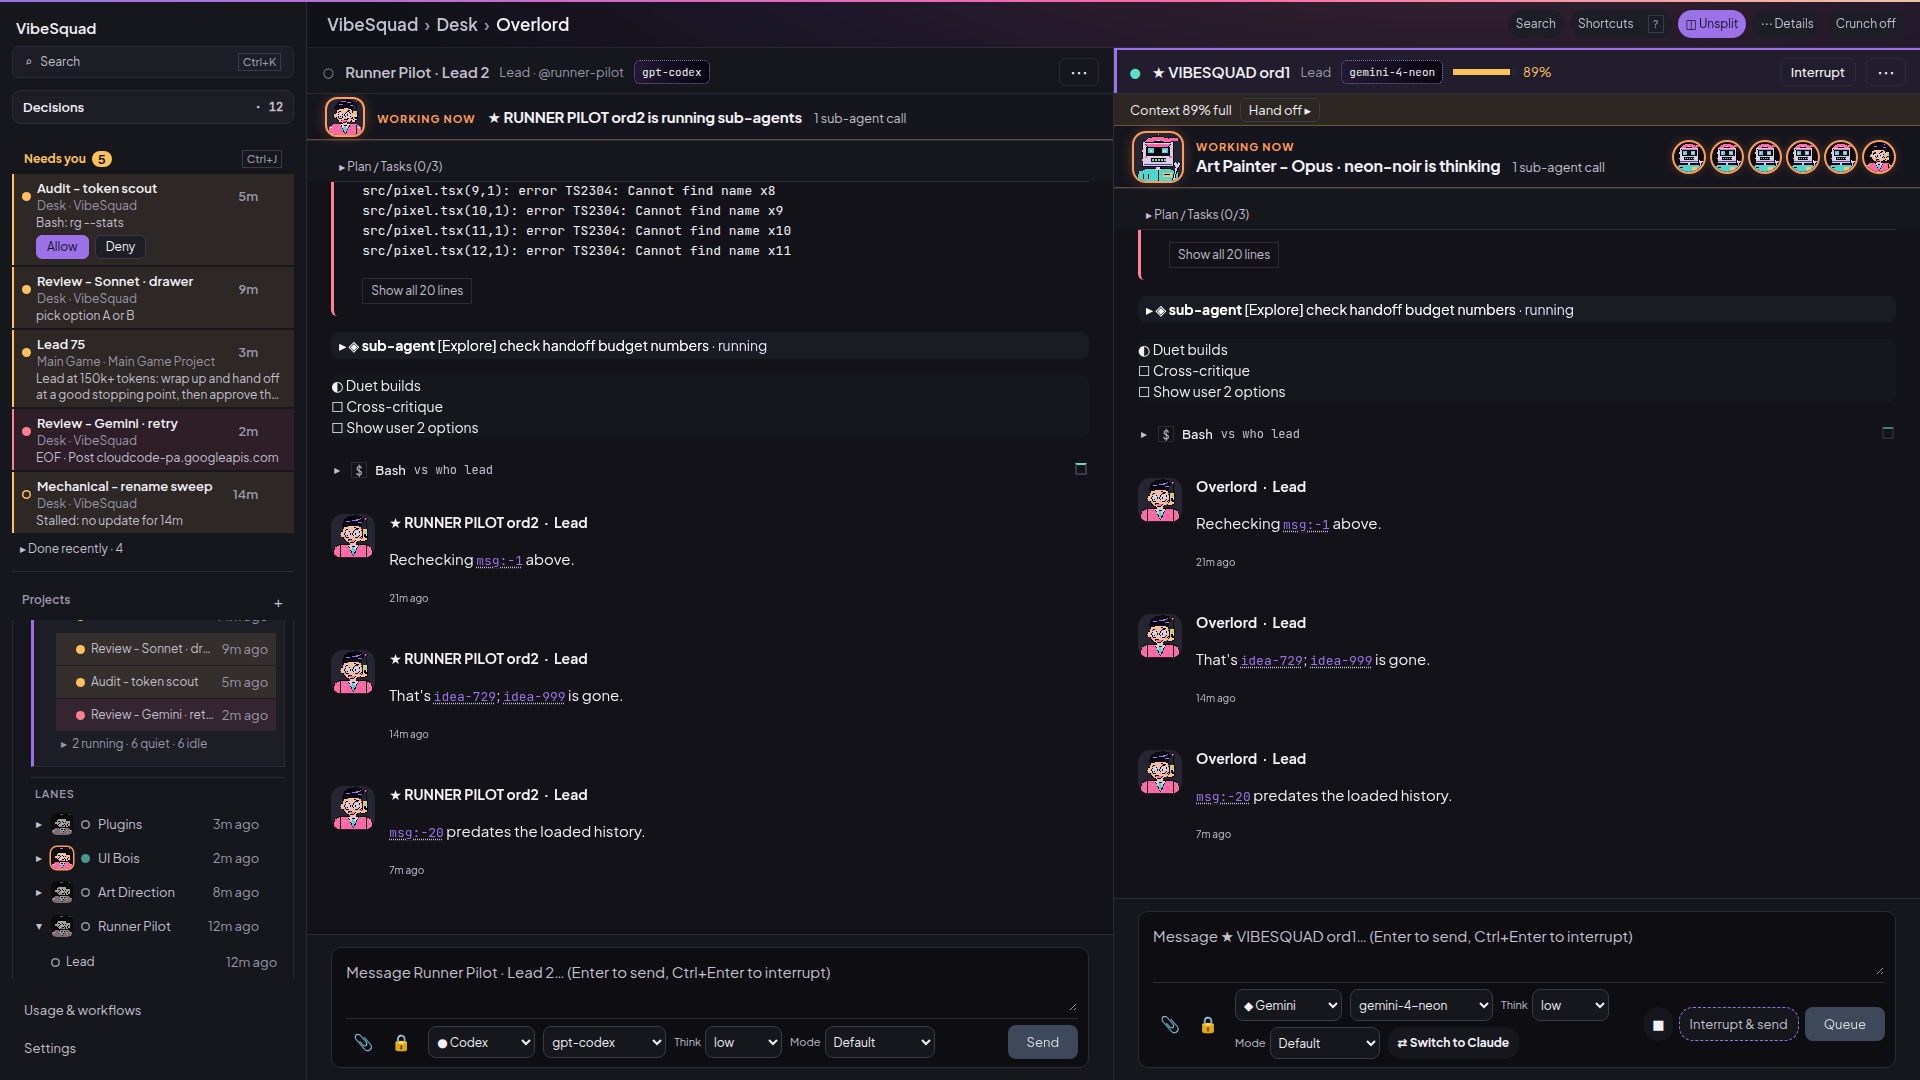 VibeSquad
⌕ Search Ctrl+K
Decisions · 12
Needs you 5 Ctrl+J
Audit - token scout 5m
Desk · VibeSquad
Bash: rg --stats
Allow Deny
Review - Sonnet · drawer 9m
Desk · VibeSquad
pick option A or B
Lead 75 3m
Main Game · Main Game Project
Lead at 150k+ tokens: wrap up and hand off
at a good stopping point, then approve th…
Review - Gemini · retry 2m
Desk · VibeSquad
EOF · Post cloudcode-pa.googleapis.com
Mechanical - rename sweep 14m
Desk · VibeSquad
Stalled: no update for 14m
▸ Done recently · 4
Projects +
Review - Sonnet · dr… 9m ago
Audit - token scout 5m ago
Review - Gemini · ret… 2m ago
▸ 2 running · 6 quiet · 6 idle
LANES
▸ Plugins 3m ago
▸ UI Bois 2m ago
▸ Art Direction 8m ago
▾ Runner Pilot 12m ago
Lead 12m ago
Usage & workflows
Settings
VibeSquad › Desk › Overlord
Search Shortcuts ? Unsplit ⋯ Details Crunch off
Runner Pilot · Lead 2 Lead · @runner-pilot gpt-codex ⋯
WORKING NOW ★ RUNNER PILOT ord2 is running sub-agents 1 sub-agent call
▸ Plan / Tasks (0/3)
src/pixel.tsx(9,1): error TS2304: Cannot find name x8
src/pixel.tsx(10,1): error TS2304: Cannot find name x9
src/pixel.tsx(11,1): error TS2304: Cannot find name x10
src/pixel.tsx(12,1): error TS2304: Cannot find name x11
Show all 20 lines
▸ ◈ sub-agent [Explore] check handoff budget numbers · running
◐ Duet builds
☐ Cross-critique
☐ Show user 2 options
▸ $ Bash vs who lead
★ RUNNER PILOT ord2 · Lead
Rechecking msg:-1 above.
21m ago
★ RUNNER PILOT ord2 · Lead
That's idea-729; idea-999 is gone.
14m ago
★ RUNNER PILOT ord2 · Lead
msg:-20 predates the loaded history.
7m ago
Message Runner Pilot · Lead 2… (Enter to send, Ctrl+Enter to interrupt)
● Codex gpt-codex Think low Mode Default Send
★ VIBESQUAD ord1 Lead gemini-4-neon 89% Interrupt ⋯
Context 89% full Hand off ▸
WORKING NOW
Art Painter - Opus · neon-noir is thinking 1 sub-agent call
▸ Plan / Tasks (0/3)
Show all 20 lines
▸ ◈ sub-agent [Explore] check handoff budget numbers · running
◐ Duet builds
☐ Cross-critique
☐ Show user 2 options
▸ $ Bash vs who lead
Overlord · Lead
Rechecking msg:-1 above.
21m ago
Overlord · Lead
That's idea-729; idea-999 is gone.
14m ago
Overlord · Lead
msg:-20 predates the loaded history.
7m ago
Message ★ VIBESQUAD ord1… (Enter to send, Ctrl+Enter to interrupt)
◆ Gemini gemini-4-neon Think low
Mode Default ⇄ Switch to Claude
Interrupt & send Queue